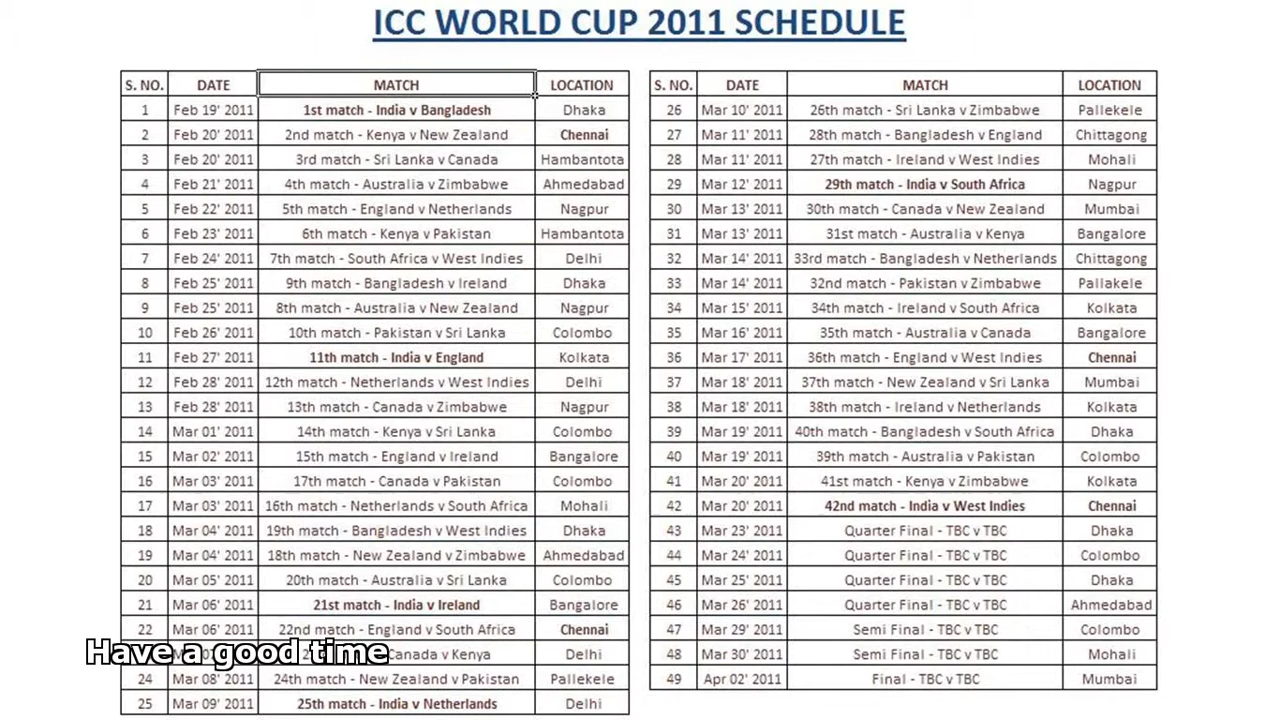 ICC WORLD CUP 2011 SCHEDULE
S. NO. DATE MATCH LOCATION
1 Feb 19' 2011 1st match - India v Bangladesh Dhaka
2 Feb 20' 2011 2nd match - Kenya v New Zealand Chennai
3 Feb 20' 2011 3rd match - Sri Lanka v Canada Hambantota
4 Feb 21' 2011 4th match - Australia v Zimbabwe Ahmedabad
5 Feb 22' 2011 5th match - England v Netherlands Nagpur
6 Feb 23' 2011 6th match - Kenya v Pakistan Hambantota
7 Feb 24' 2011 7th match - South Africa v West Indies Delhi
8 Feb 25' 2011 9th match - Bangladesh v Ireland Dhaka
9 Feb 25' 2011 8th match - Australia v New Zealand Nagpur
10 Feb 26' 2011 10th match - Pakistan v Sri Lanka Colombo
11 Feb 27' 2011 11th match - India v England Kolkata
12 Feb 28' 2011 12th match - Netherlands v West Indies Delhi
13 Feb 28' 2011 13th match - Canada v Zimbabwe Nagpur
14 Mar 01' 2011 14th match - Kenya v Sri Lanka Colombo
15 Mar 02' 2011 15th match - England v Ireland Bangalore
16 Mar 03' 2011 17th match - Canada v Pakistan Colombo
17 Mar 03' 2011 16th match - Netherlands v South Africa Mohali
18 Mar 04' 2011 19th match - Bangladesh v West Indies Dhaka
19 Mar 04' 2011 18th match - New Zealand v Zimbabwe Ahmedabad
20 Mar 05' 2011 20th match - Australia v Sri Lanka Colombo
21 Mar 06' 2011 21st match - India v Ireland Bangalore
22 Mar 06' 2011 22nd match - England v South Africa Chennai
Have a good time
Canada v Kenya Delhi
24 Mar 08' 2011 24th match - New Zealand v Pakistan Pallekele
25 Mar 09' 2011 25th match - India v Netherlands Delhi
S. NO. DATE MATCH LOCATION
26 Mar 10' 2011 26th match - Sri Lanka v Zimbabwe Pallekele
27 Mar 11' 2011 28th match - Bangladesh v England Chittagong
28 Mar 11' 2011 27th match - Ireland v West Indies Mohali
29 Mar 12' 2011 29th match - India v South Africa Nagpur
30 Mar 13' 2011 30th match - Canada v New Zealand Mumbai
31 Mar 13' 2011 31st match - Australia v Kenya Bangalore
32 Mar 14' 2011 33rd match - Bangladesh v Netherlands Chittagong
33 Mar 14' 2011 32nd match - Pakistan v Zimbabwe Pallakele
34 Mar 15' 2011 34th match - Ireland v South Africa Kolkata
35 Mar 16' 2011 35th match - Australia v Canada Bangalore
36 Mar 17' 2011 36th match - England v West Indies Chennai
37 Mar 18' 2011 37th match - New Zealand v Sri Lanka Mumbai
38 Mar 18' 2011 38th match - Ireland v Netherlands Kolkata
39 Mar 19' 2011 40th match - Bangladesh v South Africa Dhaka
40 Mar 19' 2011 39th match - Australia v Pakistan Colombo
41 Mar 20' 2011 41st match - Kenya v Zimbabwe Kolkata
42 Mar 20' 2011 42nd match - India v West Indies Chennai
43 Mar 23' 2011 Quarter Final - TBC v TBC Dhaka
44 Mar 24' 2011 Quarter Final - TBC v TBC Colombo
45 Mar 25' 2011 Quarter Final - TBC v TBC Dhaka
46 Mar 26' 2011 Quarter Final - TBC v TBC Ahmedabad
47 Mar 29' 2011 Semi Final - TBC v TBC Colombo
48 Mar 30' 2011 Semi Final - TBC v TBC Mohali
49 Apr 02' 2011 Final - TBC v TBC Mumbai